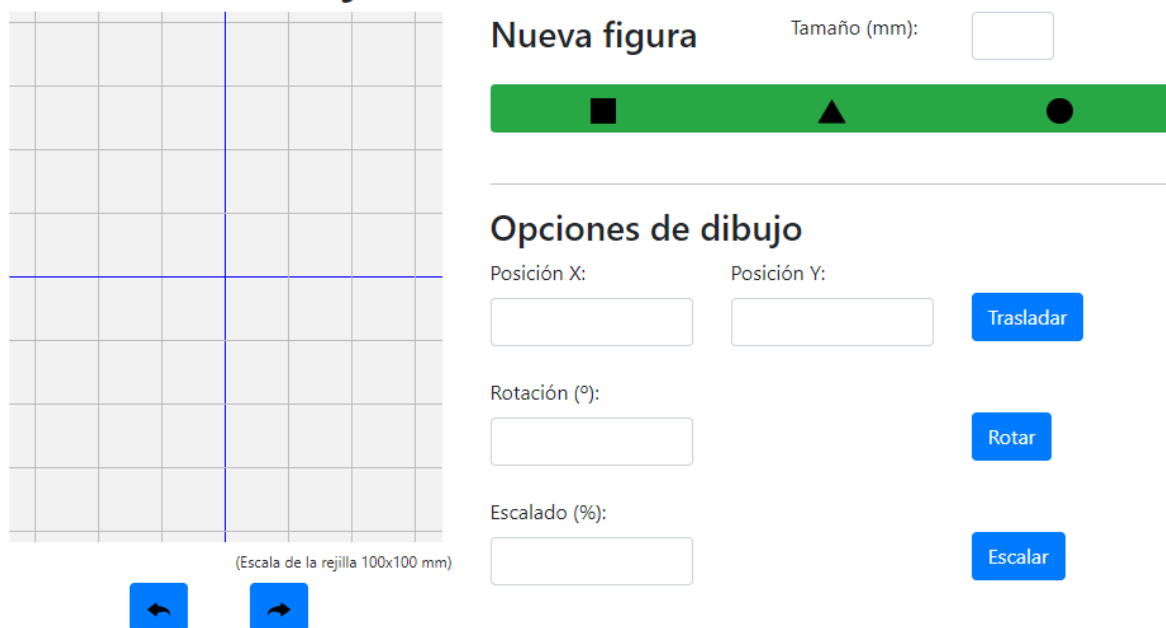 Nueva figura
Tamaño (mm):
Opciones de dibujo
Posición X:
Posición Y:
Trasladar
Rotación (º):
Rotar
Escalado (%):
Escalar
(Escala de la rejilla 100x100 mm)